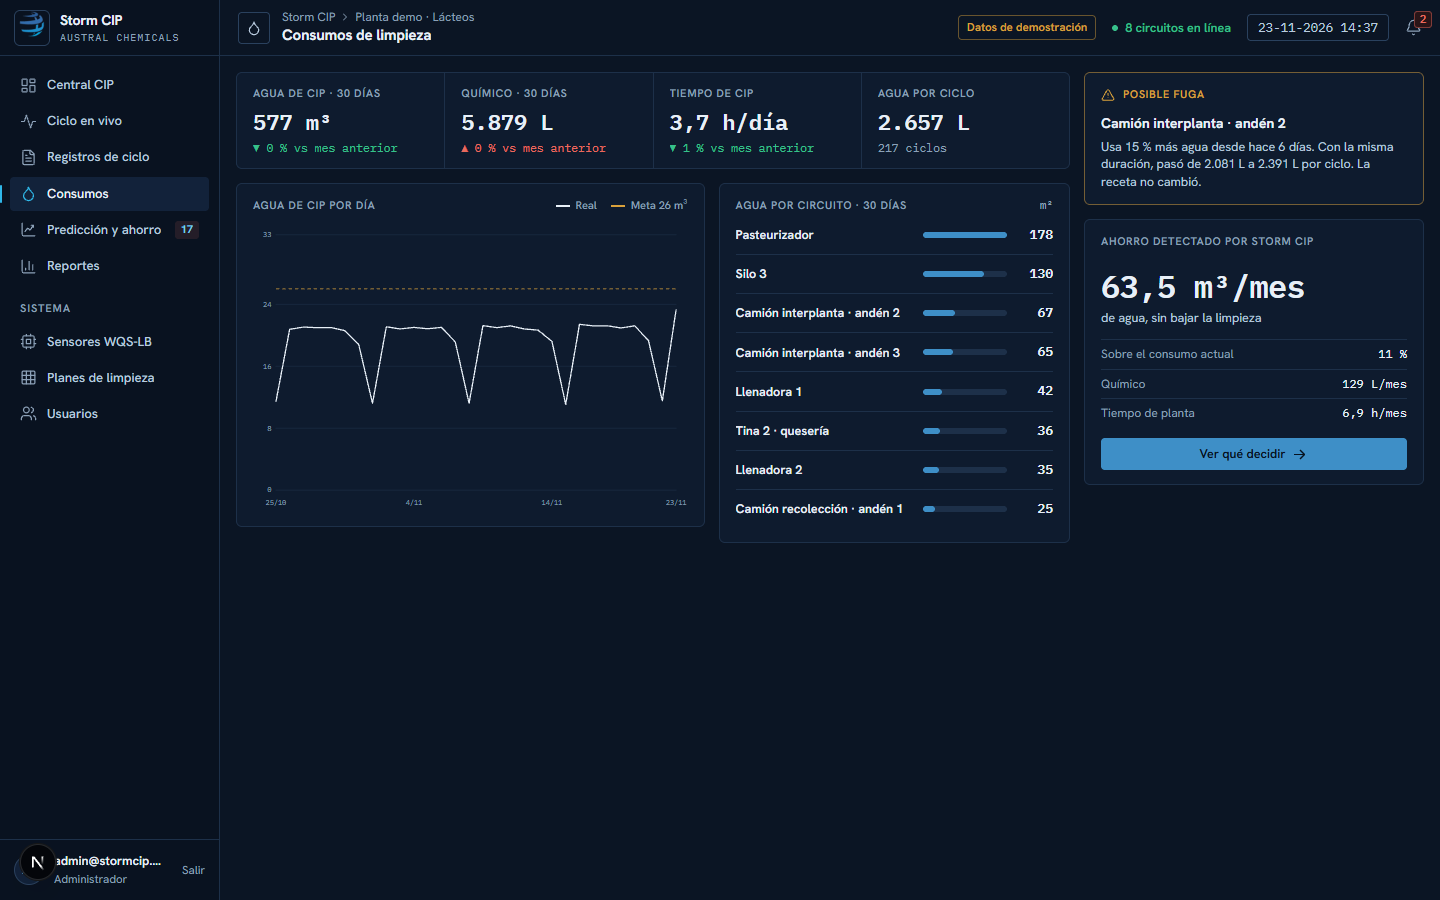 Storm CIP
AUSTRAL CHEMICALS
Central CIP
Ciclo en vivo
Registros de ciclo
Consumos
Predicción y ahorro 17
Reportes
SISTEMA
Sensores WQS-LB
Planes de limpieza
Usuarios
N
admin@stormcip....
Administrador
Salir
Storm CIP > Planta demo · Lácteos
Consumos de limpieza
Datos de demostración
8 circuitos en línea
23-11-2026 14:37
2
AGUA DE CIP · 30 DÍAS
577 m³
▼ 0 % vs mes anterior
QUÍMICO · 30 DÍAS
5.879 L
▲ 0 % vs mes anterior
TIEMPO DE CIP
3,7 h/día
▼ 1 % vs mes anterior
AGUA POR CICLO
2.657 L
217 ciclos
AGUA DE CIP POR DÍA
Real
Meta 26 m³
33
24
16
8
0
25/10 4/11 14/11 23/11
AGUA POR CIRCUITO · 30 DÍAS m³
Pasteurizador 178
Silo 3 130
Camión interplanta · andén 2 67
Camión interplanta · andén 3 65
Llenadora 1 42
Tina 2 · quesería 36
Llenadora 2 35
Camión recolección · andén 1 25
POSIBLE FUGA
Camión interplanta · andén 2
Usa 15 % más agua desde hace 6 días. Con la misma
duración, pasó de 2.081 L a 2.391 L por ciclo. La
receta no cambió.
AHORRO DETECTADO POR STORM CIP
63,5 m³/mes
de agua, sin bajar la limpieza
Sobre el consumo actual 11 %
Químico 129 L/mes
Tiempo de planta 6,9 h/mes
Ver qué decidir →